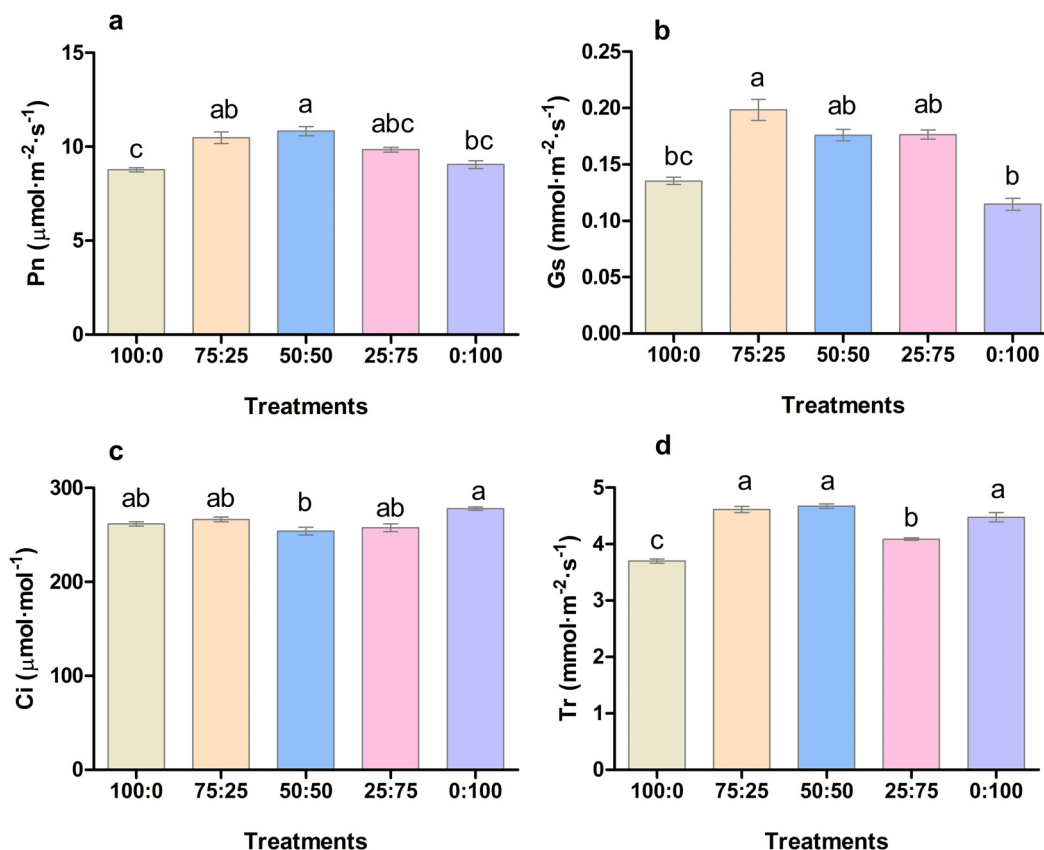 a
Pn (μmol·m⁻²·s⁻¹)
15
10
5
0
c
ab
a
abc
bc
100:0 75:25 50:50 25:75 0:100
Treatments
b
Gs (mmol·m⁻²·s⁻¹)
0.25
0.20
0.15
0.10
0.05
0.00
bc
a
ab
ab
b
100:0 75:25 50:50 25:75 0:100
Treatments
c
Ci (μmol·mol⁻¹)
300
200
100
0
ab
ab
b
ab
a
100:0 75:25 50:50 25:75 0:100
Treatments
d
Tr (mmol·m⁻²·s⁻¹)
5
4
3
2
1
0
c
a
a
b
a
100:0 75:25 50:50 25:75 0:100
Treatments